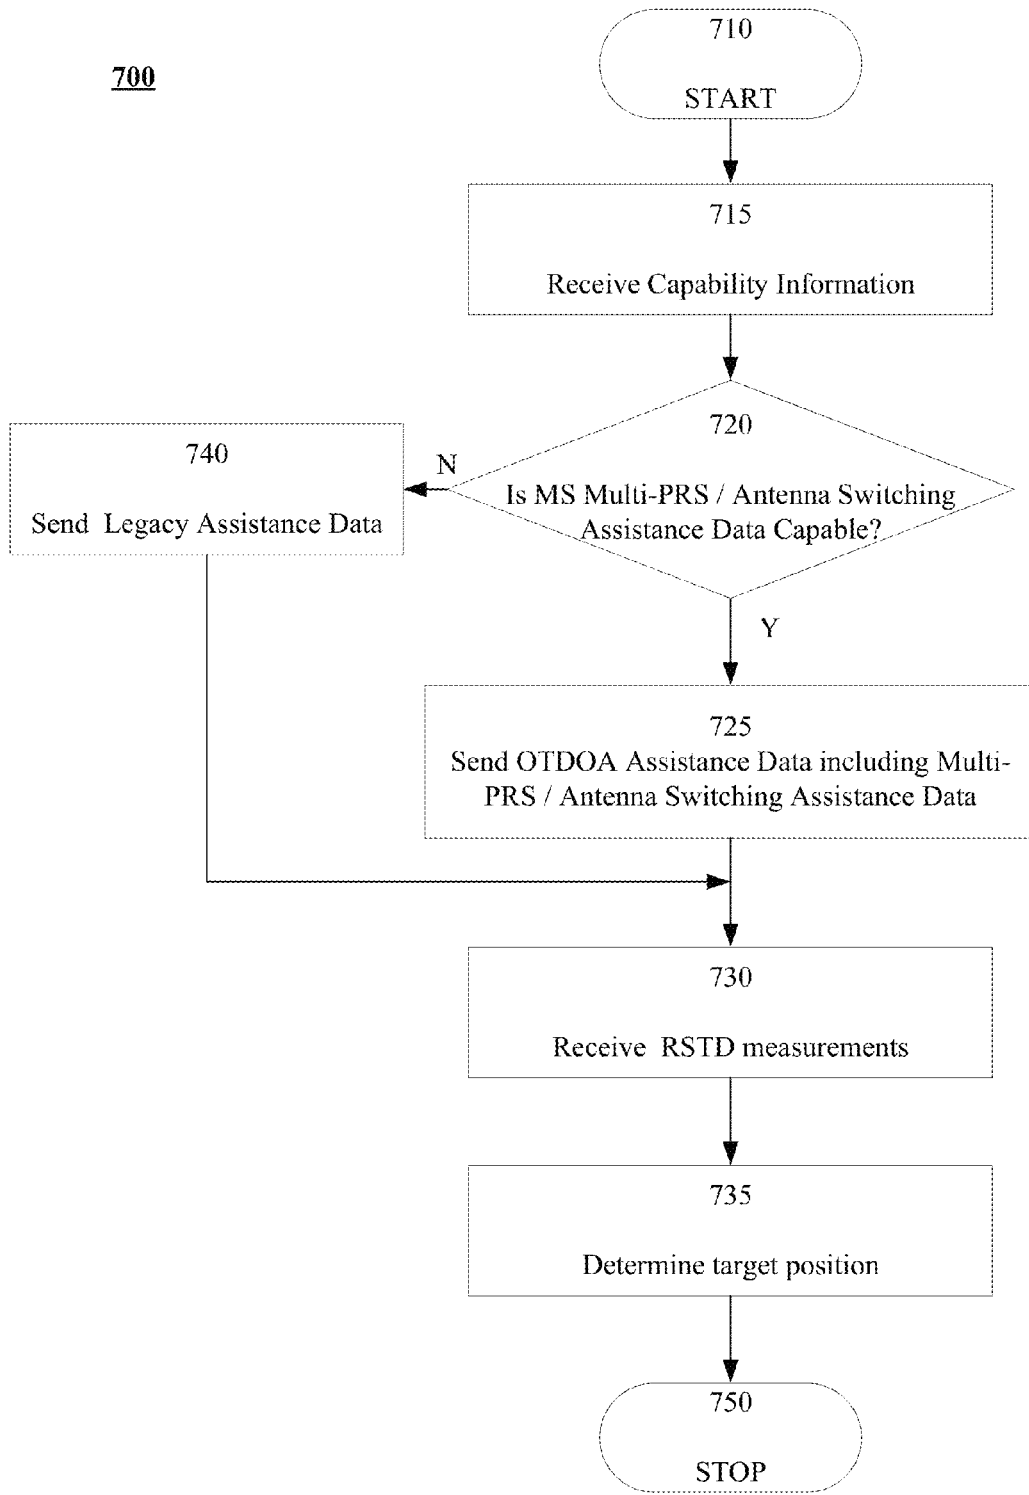 700
710
START
715
Receive Capability Information
720
Is MS Multi-PRS / Antenna Switching
Assistance Data Capable?
N
740
Send Legacy Assistance Data
Y
725
Send OTDOA Assistance Data including Multi-
PRS / Antenna Switching Assistance Data
730
Receive RSTD measurements
735
Determine target position
750
STOP